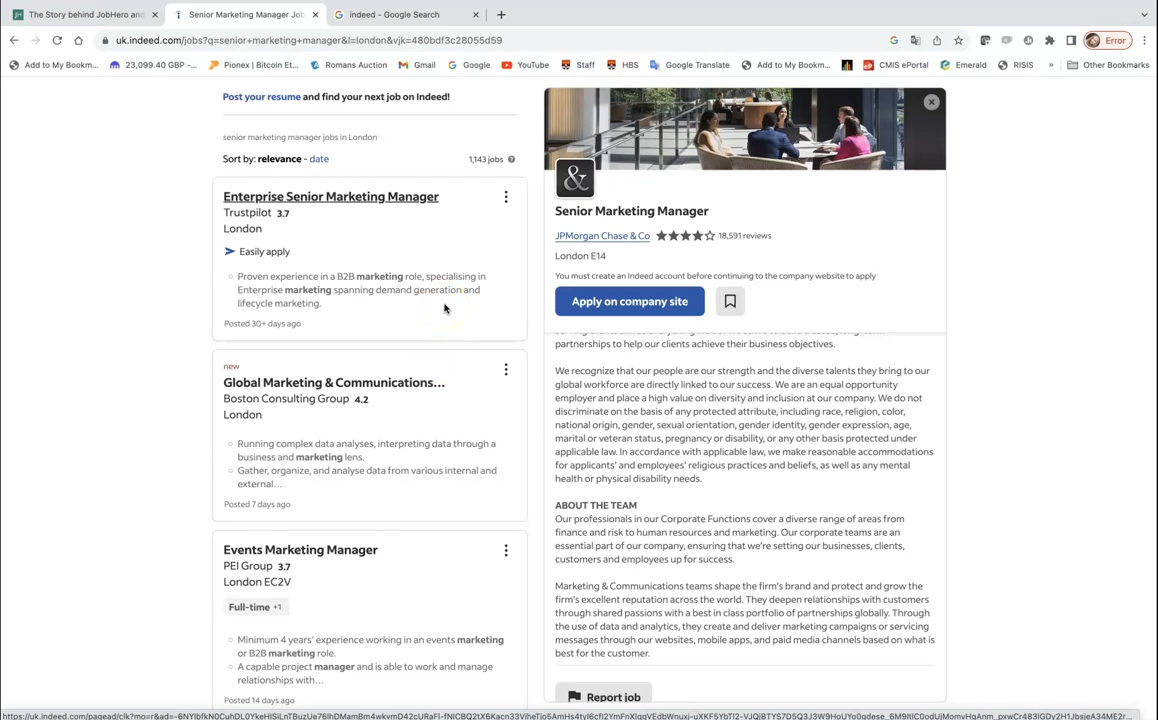 The Story behind JobHero and
Senior Marketing Manager Job
indeed - Google Search
uk.indeed.com/jobs?q=senior+marketing+manager&l=london&vjk=480bdf3c28055d59
Error
Add to My Bookm...
23,099.40 GBP -...
Pionex | Bitcoin Et...
Romans Auction
Gmail
Google
YouTube
Staff
HBS
Google Translate
Add to My Bookm...
CMIS ePortal
Emerald
RISIS
»
Other Bookmarks
Post your resume and find your next job on Indeed!
senior marketing manager jobs in London
Sort by: relevance - date
1,143 jobs
Enterprise Senior Marketing Manager
Trustpilot 3.7
London
Easily apply
Proven experience in a B2B marketing role, specialising in
Enterprise marketing spanning demand generation and
lifecycle marketing.
Posted 30+ days ago
new
Global Marketing & Communications...
Boston Consulting Group 4.2
London
Running complex data analyses, interpreting data through a
business and marketing lens.
Gather, organize, and analyse data from various internal and
external...
Posted 7 days ago
Events Marketing Manager
PEI Group 3.7
London EC2V
Full-time +1
Minimum 4 years' experience working in an events marketing
or B2B marketing role.
A capable project manager and is able to work and manage
relationships with...
Posted 14 days ago
&
Senior Marketing Manager
JPMorgan Chase & Co
18,591 reviews
London E14
You must create an Indeed account before continuing to the company website to apply
Apply on company site
partnerships to help our clients achieve their business objectives.
We recognize that our people are our strength and the diverse talents they bring to our
global workforce are directly linked to our success. We are an equal opportunity
employer and place a high value on diversity and inclusion at our company. We do not
discriminate on the basis of any protected attribute, including race, religion, color,
national origin, gender, sexual orientation, gender identity, gender expression, age,
marital or veteran status, pregnancy or disability, or any other basis protected under
applicable law. In accordance with applicable law, we make reasonable accommodations
for applicants' and employees' religious practices and beliefs, as well as any mental
health or physical disability needs.
ABOUT THE TEAM
Our professionals in our Corporate Functions cover a diverse range of areas from
finance and risk to human resources and marketing. Our corporate teams are an
essential part of our company, ensuring that we're setting our businesses, clients,
customers and employees up for success.
Marketing & Communications teams shape the firm's brand and protect and grow the
firm's excellent reputation across the world. They deepen relationships with customers
through shared passions with a best in class portfolio of partnerships globally. Through
the use of data and analytics, they create and deliver marketing campaigns or servicing
messages through our websites, mobile apps, and paid media channels based on what is
best for the customer.
Report job